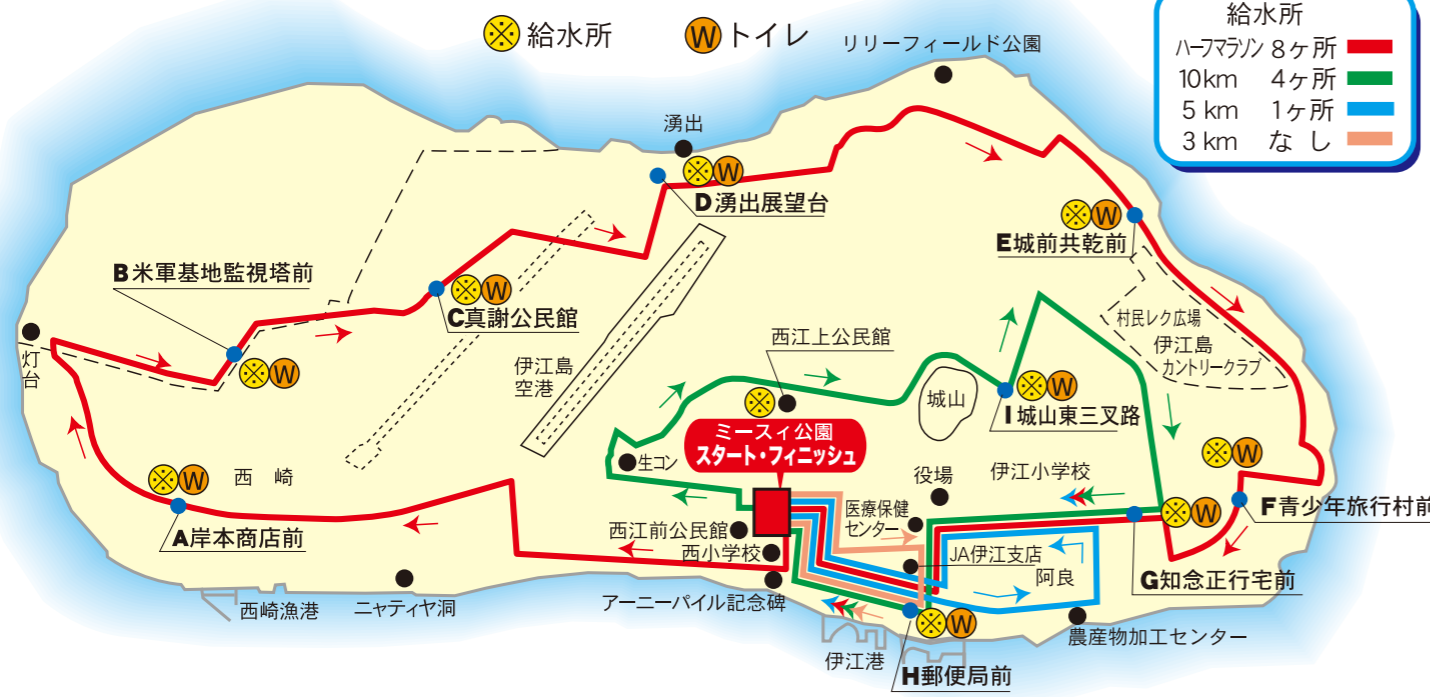 ※ 給水所
W トイレ
給水所
ハーフマラソン 8ヶ所
10km 4ヶ所
5 km 1ヶ所
3 km なし
リリーフィールド公園
湧出
※ W
D湧出展望台
※ W
E城前共乾前
B米軍基地監視塔前
※ W
※ W
C真謝公民館
村民レク広場
伊江島
カントリークラブ
灯台
伊江島
空港
西江上公民館
※
城山
※ W
I城山東三叉路
ミースィ公園
スタート・フィニッシュ
生コン
※ W
西崎
A岸本商店前
役場
伊江小学校
※ W
F青少年旅行村前
医療保健
センター
※ W
G知念正行宅前
西江前公民館
西小学校
JA伊江支店
阿良
アーニーパイル記念碑
西崎漁港
ニャティヤ洞
※ W
農産物加工センター
伊江港
H郵便局前